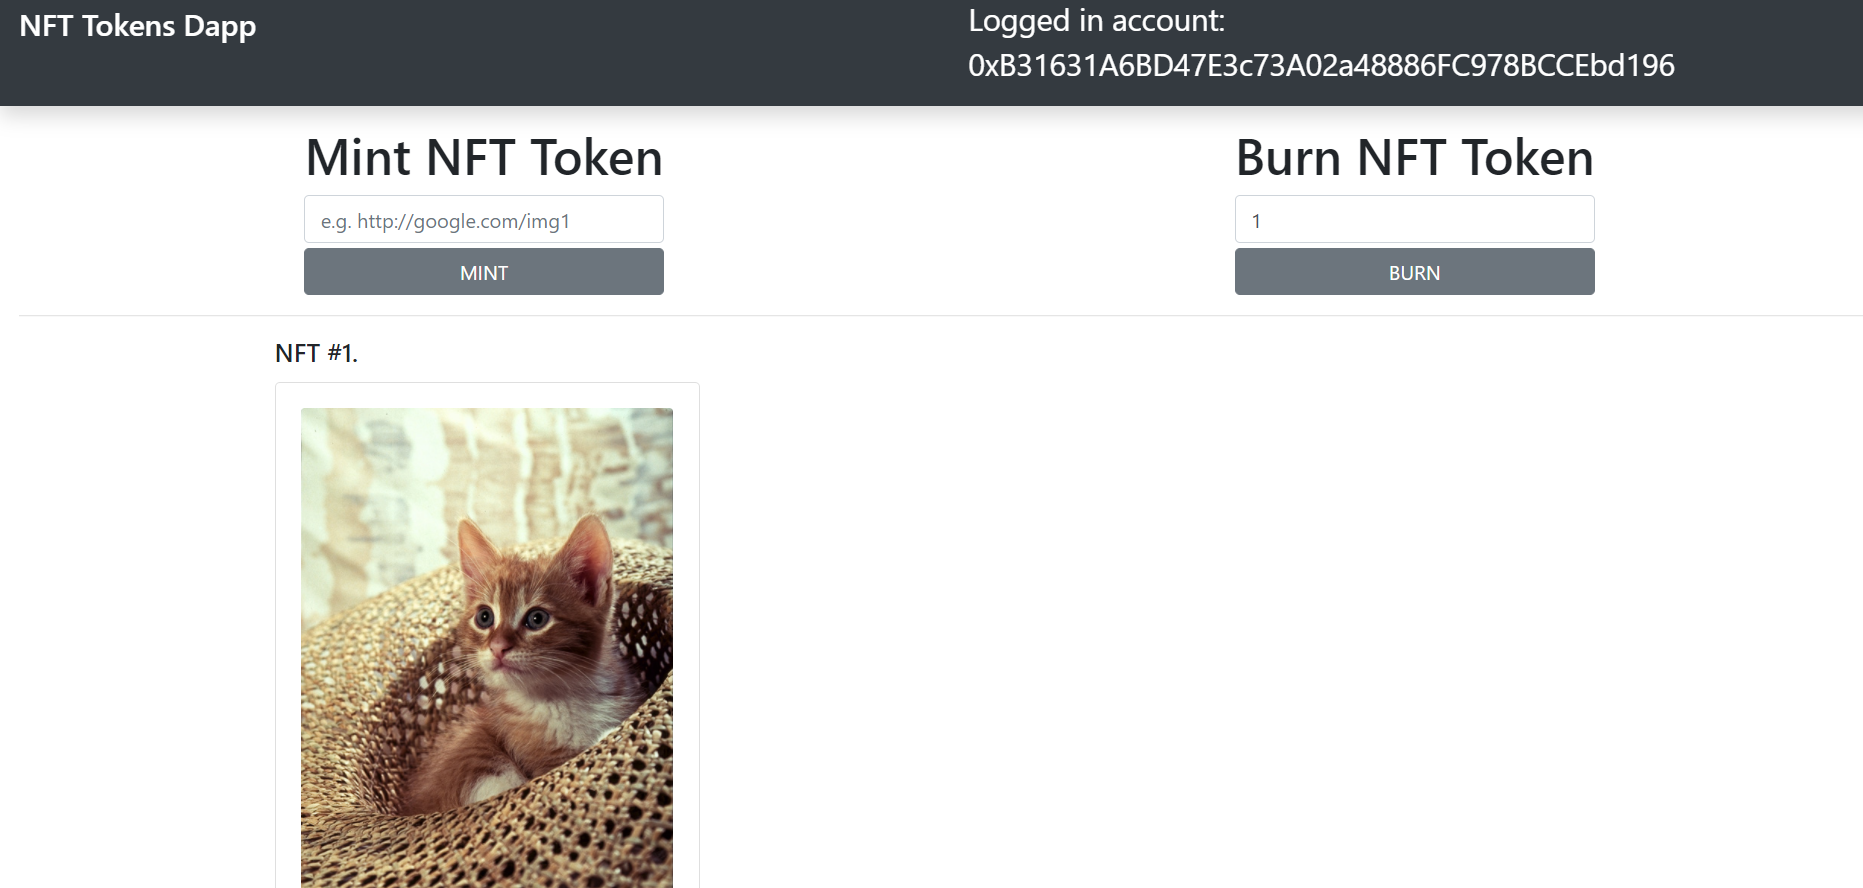 NFT Tokens Dapp
Logged in account:
0xB31631A6BD47E3c73A02a48886FC978BCCEbd196
Mint NFT Token
e.g. http://google.com/img1
MINT
Burn NFT Token
1
BURN
NFT #1.